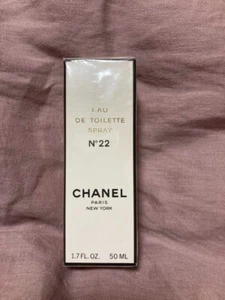 EAU
DE TOILETTE
SPRAY
N°22
CHANEL
PARIS
NEW YORK
1.7 FL. OZ. 50 ML